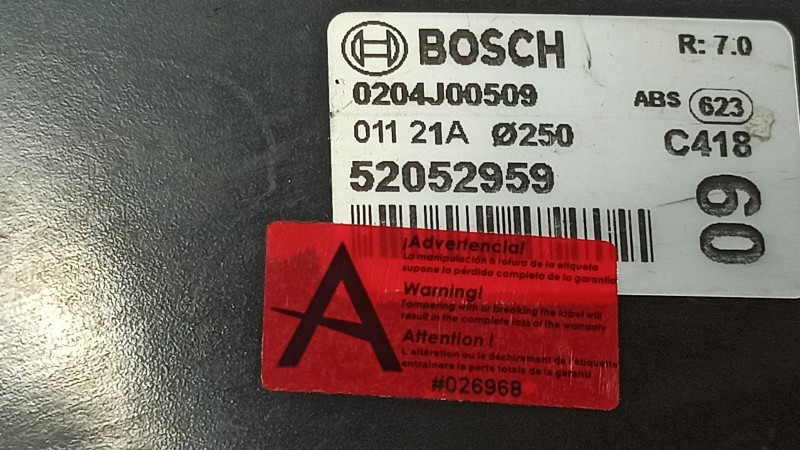 BOSCH R: 7.0
0204J00509 ABS 623
011 21A Ø250 C418
52052959
60
¡Advertencia!
La manipulación o rotura de la etiqueta
supone la pérdida completa de la garantía
Warning!
Tampering with or breaking the label will
result in the complete loss of the warranty
Attention !
L'altération ou le déchirement de l'étiquette
entraînera la perte totale de la garanti
#026968
A